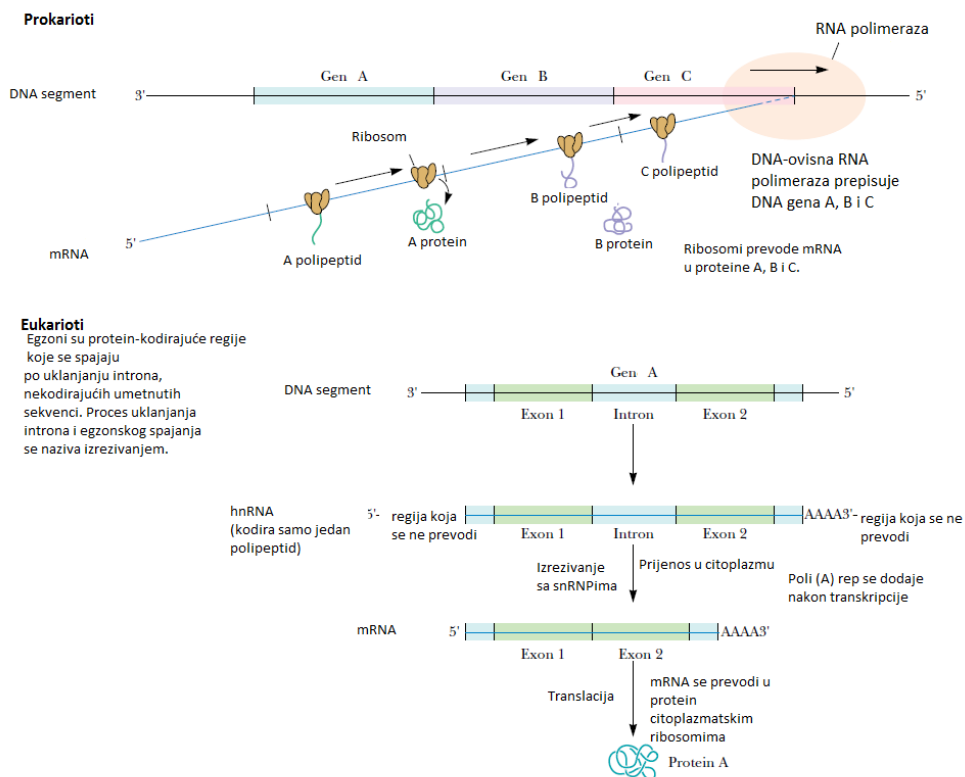 Prokarioti
RNA polimeraza
Gen A
Gen B
Gen C
DNA segment
3'
5'
Ribosom
C polipeptid
B polipeptid
DNA-ovisna RNA
polimeraza prepisuje
DNA gena A, B i C
5'
mRNA
A polipeptid
A protein
B protein
Ribosomi prevode mRNA
u proteine A, B i C.
Eukarioti
Egzoni su protein-kodirajuće regije
koje se spajaju
po uklanjanju introna,
nekodirajućih umetnutih
sekvenci. Proces uklanjanja
introna i egzonskog spajanja
se naziva izrezivanjem.
Gen A
DNA segment
3'
5'
Exon 1
Intron
Exon 2
hnRNA
(kodira samo jedan
polipeptid)
5'-
regija koja
se ne prevodi
AAAA3'-
regija koja se ne
prevodi
Exon 1
Intron
Exon 2
Izrezivanje
sa snRNPima
Prijenos u citoplazmu
Poli (A) rep se dodaje
nakon transkripcije
mRNA
5'
AAAA3'
Exon 1
Exon 2
Translacija
mRNA se prevodi u
protein
citoplazmatskim
ribosomima
Protein A